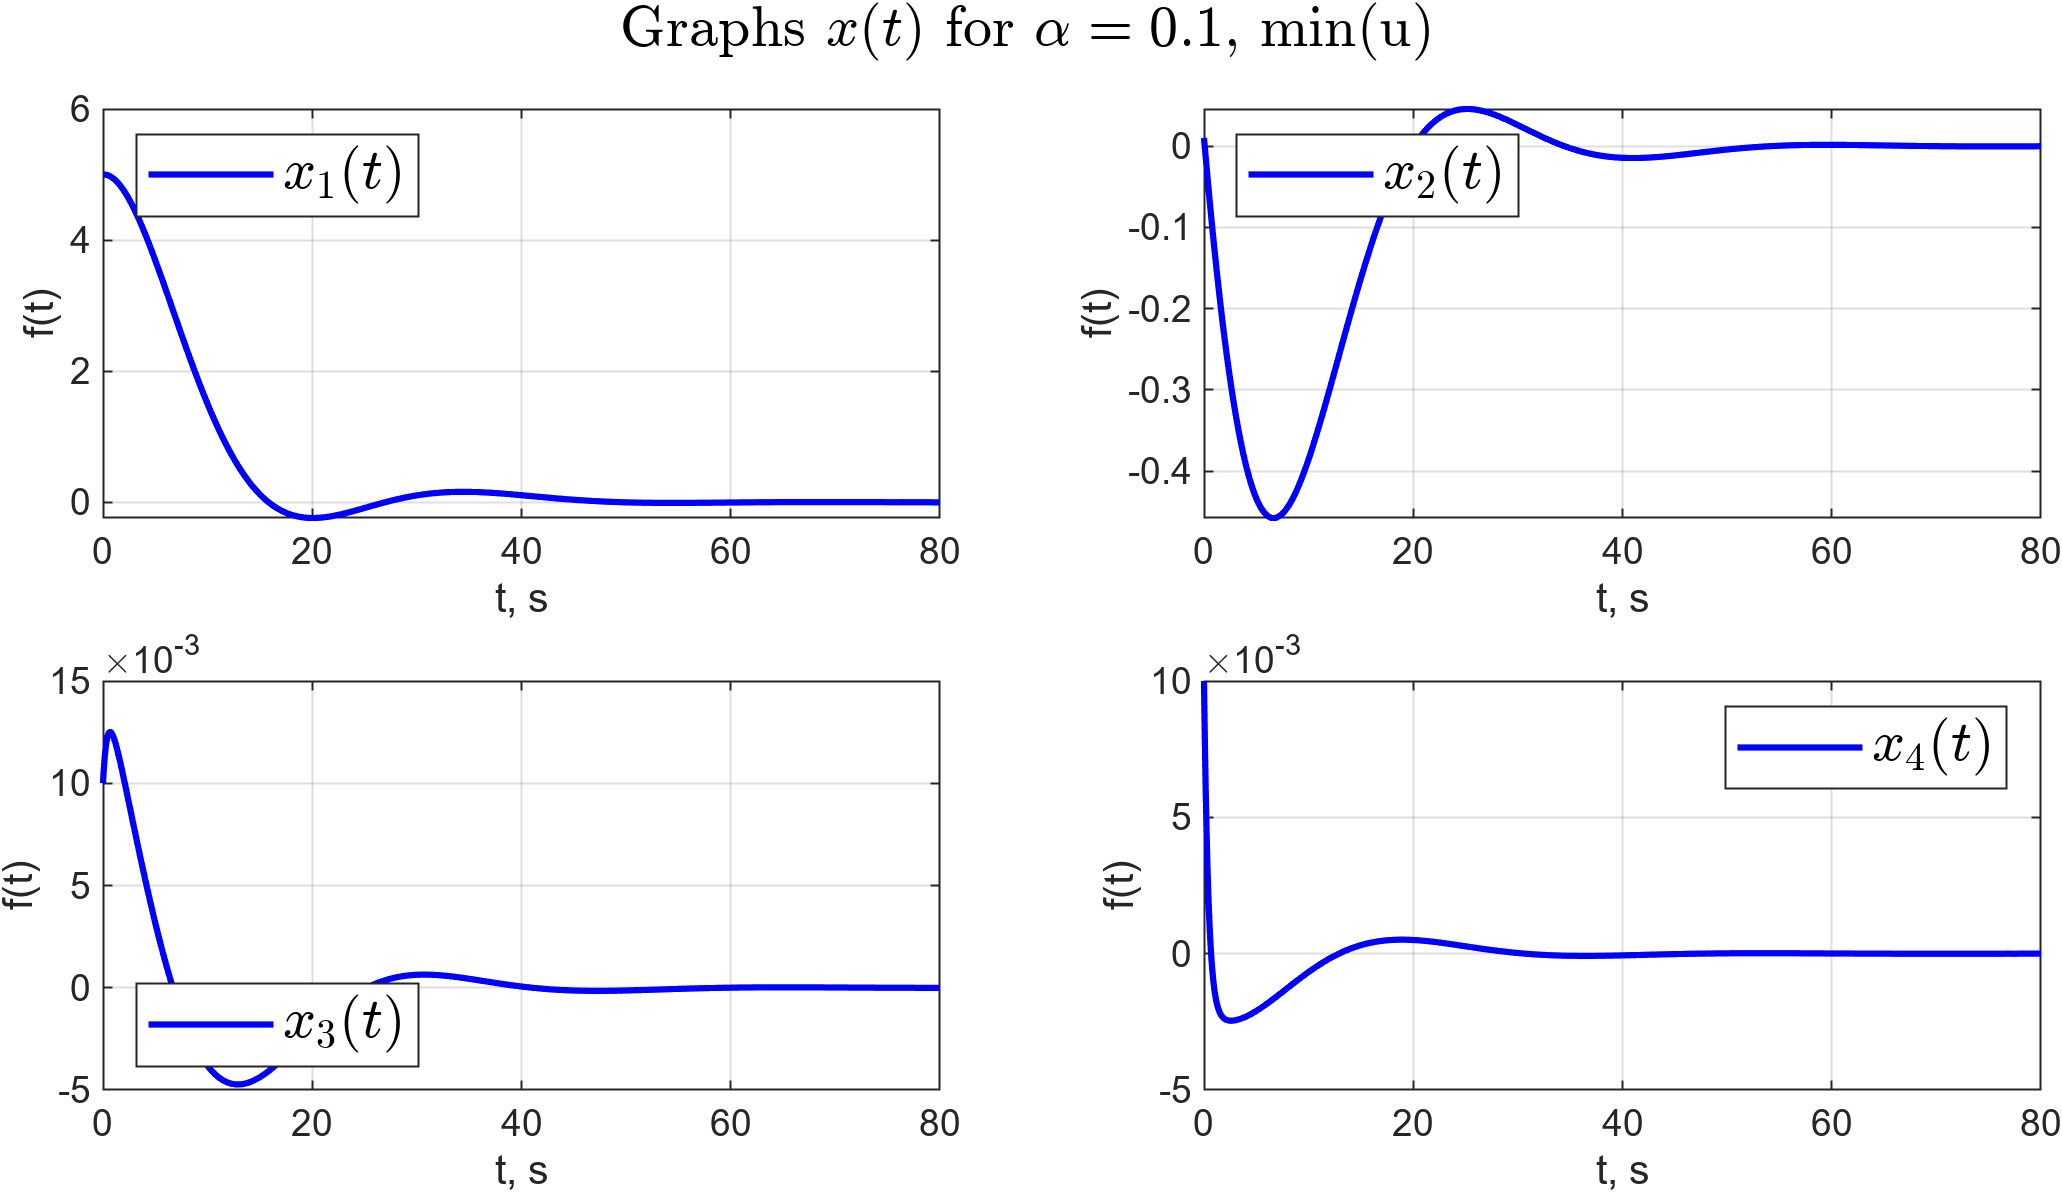 Graphs x(t) for α = 0.1, min(u)
6
4
2
0
f(t)
x₁(t)
0 20 40 60 80
t, s
0
-0.1
-0.2
-0.3
-0.4
f(t)
x₂(t)
0 20 40 60 80
t, s
×10⁻³
15
10
5
0
-5
f(t)
x₃(t)
0 20 40 60 80
t, s
×10⁻³
10
5
0
-5
f(t)
x₄(t)
0 20 40 60 80
t, s